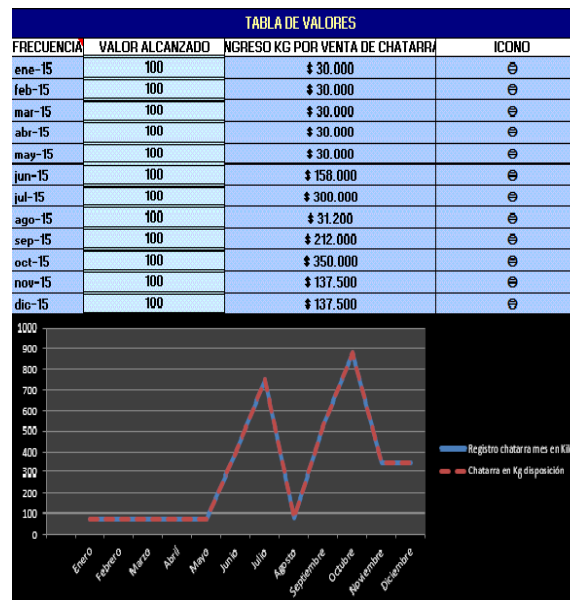 TABLA DE VALORES
FRECUENCIA VALOR ALCANZADO NGRESO KG POR VENTA DE CHATARRA ICONO
ene-15 100 $ 30.000
feb-15 100 $ 30.000
mar-15 100 $ 30.000
abr-15 100 $ 30.000
may-15 100 $ 30.000
jun-15 100 $ 158.000
jul-15 100 $ 300.000
ago-15 100 $ 31.200
sep-15 100 $ 212.000
oct-15 100 $ 350.000
nov-15 100 $ 137.500
dic-15 100 $ 137.500
1000
900
800
700
600
500
400
300
200
100
0
Registro chatarra mes en Kil
Chatarra en Kg disposición
Enero Febrero Marzo Abril Mayo Junio Julio Agosto Septiembre Octubre Noviembre Diciembre